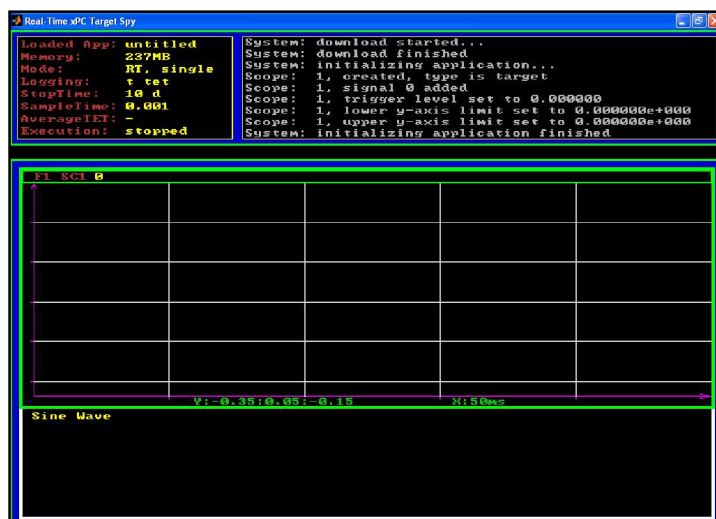 Real-Time xPC Target Spy
Loaded App: untitled
Memory: 237MB
Mode: RT, single
Logging: t tet
StopTime: 10 d
SampleTime: 0.001
AverageTET: -
Execution: stopped
System: download started...
System: download finished
System: initializing application...
Scope: 1, created, type is target
Scope: 1, signal 0 added
Scope: 1, trigger level set to 0.000000
Scope: 1, lower y-axis limit set to 0.000000e+000
Scope: 1, upper y-axis limit set to 0.000000e+000
System: initializing application finished
F1 SC1 0
Y:-0.35:0.05:-0.15 X:50ms
Sine Wave